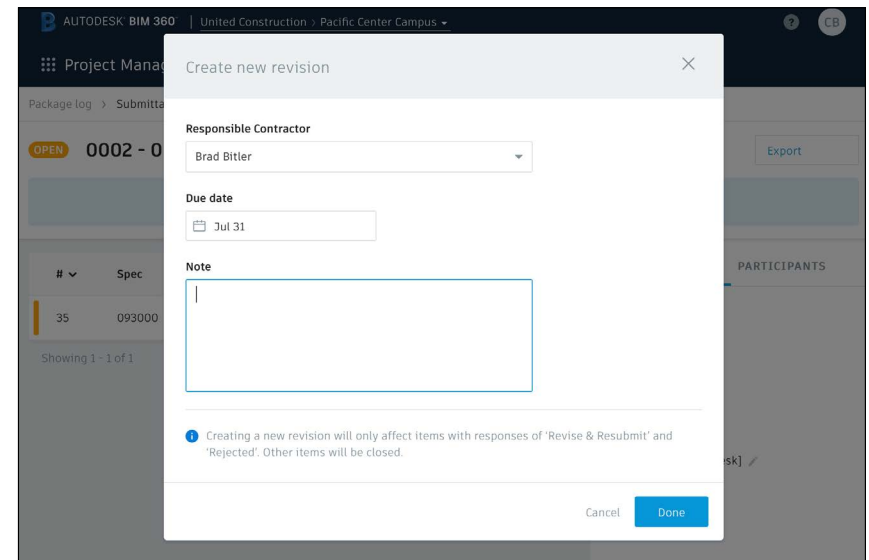 AUTODESK® BIM 360™ United Construction > Pacific Center Campus
? CB
Project Manag
Create new revision
Package log > Submitta
Responsible Contractor
Brad Bitler
OPEN 0002 - 0
Export
Due date
Jul 31
Note
# Spec
PARTICIPANTS
35 093000
Showing 1 - 1 of 1
Creating a new revision will only affect items with responses of 'Revise & Resubmit' and
'Rejected'. Other items will be closed.
esk]
Cancel Done